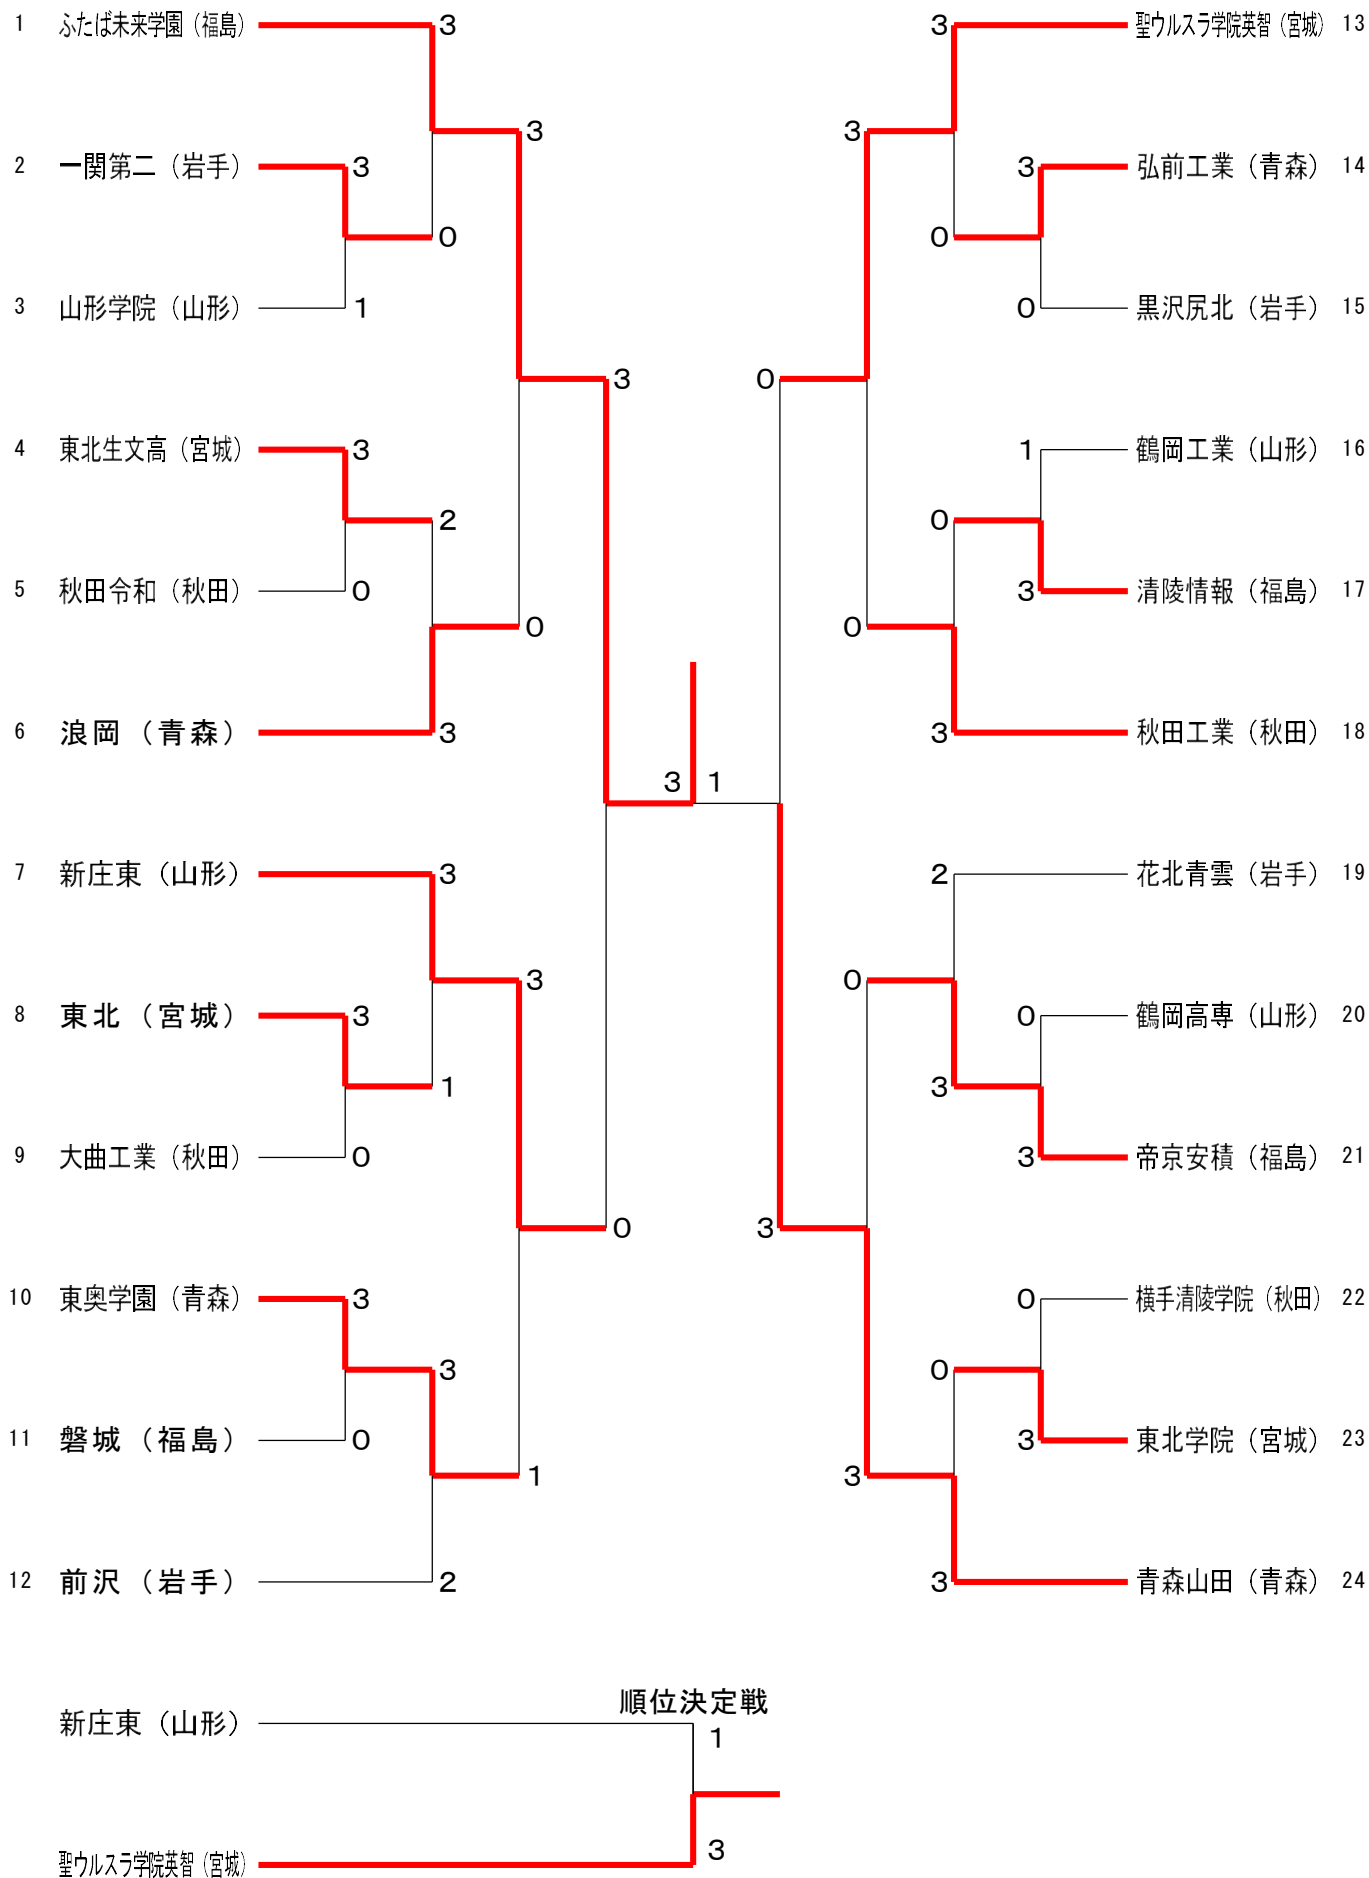 1 ふたば未来学園（福島） 3
3 聖ウルスラ学院英智（宮城） 13
3
3
2 一関第二（岩手） 3
3 弘前工業（青森） 14
0
0
3 山形学院（山形） 1
0 黒沢尻北（岩手） 15
3
0
4 東北生文高（宮城） 3
1 鶴岡工業（山形） 16
2
0
5 秋田令和（秋田） 0
3 清陵情報（福島） 17
0
0
6 浪岡（青森） 3
3 秋田工業（秋田） 18
3 1
7 新庄東（山形） 3
2 花北青雲（岩手） 19
3
0
8 東北（宮城） 3
0 鶴岡高専（山形） 20
1
3
9 大曲工業（秋田） 0
3 帝京安積（福島） 21
0
3
10 東奥学園（青森） 3
0 横手清陵学院（秋田） 22
3
0
11 磐城（福島） 0
3 東北学院（宮城） 23
1
3
12 前沢（岩手） 2
3 青森山田（青森） 24
順位決定戦
新庄東（山形） 1
聖ウルスラ学院英智（宮城） 3